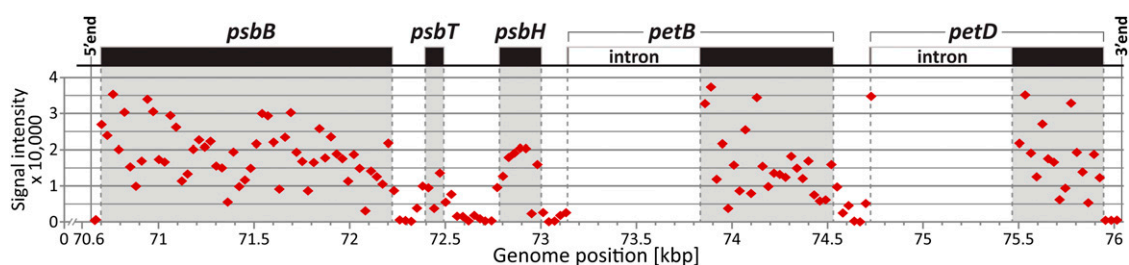 psbB psbT psbH petB petD
5'end intron intron 3'end
Signal intensity
x 10,000
4
3
2
1
0
0 70.6 71 71.5 72 72.5 73 73.5 74 74.5 75 75.5 76
Genome position [kbp]